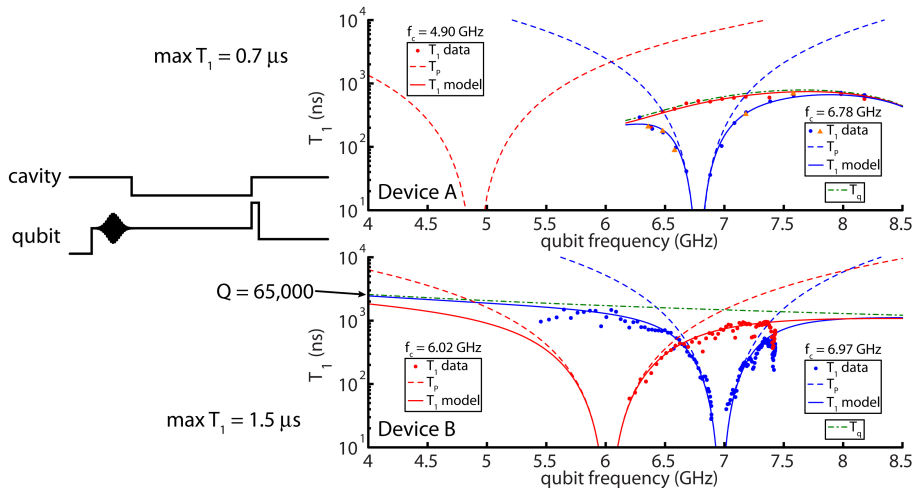 max T1 = 0.7 μs
cavity
qubit
Q = 65,000
max T1 = 1.5 μs
10^4
10^3
10^2
10^1
T1 (ns)
fc = 4.90 GHz
T1 data
Tp
T1 model
fc = 6.78 GHz
T1 data
Tp
T1 model
Tq
Device A
4 4.5 5 5.5 6 6.5 7 7.5 8 8.5
qubit frequency (GHz)
10^4
10^3
10^2
10^1
T1 (ns)
fc = 6.02 GHz
T1 data
Tp
T1 model
fc = 6.97 GHz
T1 data
Tp
T1 model
Tq
Device B
4 4.5 5 5.5 6 6.5 7 7.5 8 8.5
qubit frequency (GHz)